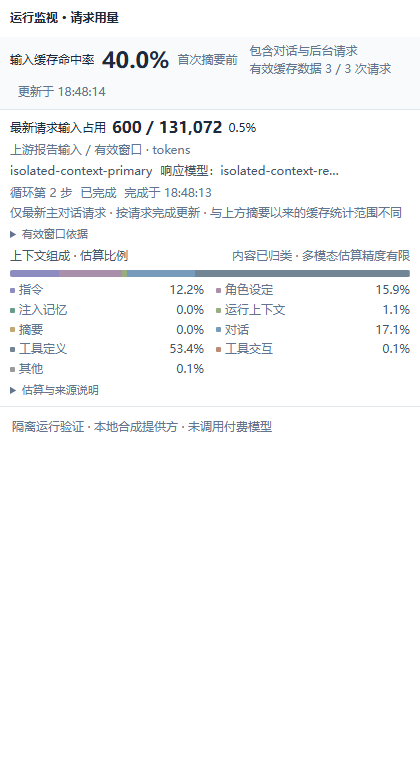 运行监视 · 请求用量
输入缓存命中率 40.0% 首次摘要前 包含对话与后台请求
有效缓存数据 3 / 3 次请求
更新于 18:48:14
最新请求输入占用 600 / 131,072 0.5%
上游报告输入 / 有效窗口 · tokens
isolated-context-primary 响应模型：isolated-context-re...
循环第 2 步 已完成 完成于 18:48:13
仅最新主对话请求 · 按请求完成更新 · 与上方摘要以来的缓存统计范围不同
▶ 有效窗口依据
上下文组成 · 估算比例 内容已归类 · 多模态估算精度有限
指令 12.2% 角色设定 15.9%
注入记忆 0.0% 运行上下文 1.1%
摘要 0.0% 对话 17.1%
工具定义 53.4% 工具交互 0.1%
其他 0.1%
▶ 估算与来源说明
隔离运行验证 · 本地合成提供方 · 未调用付费模型